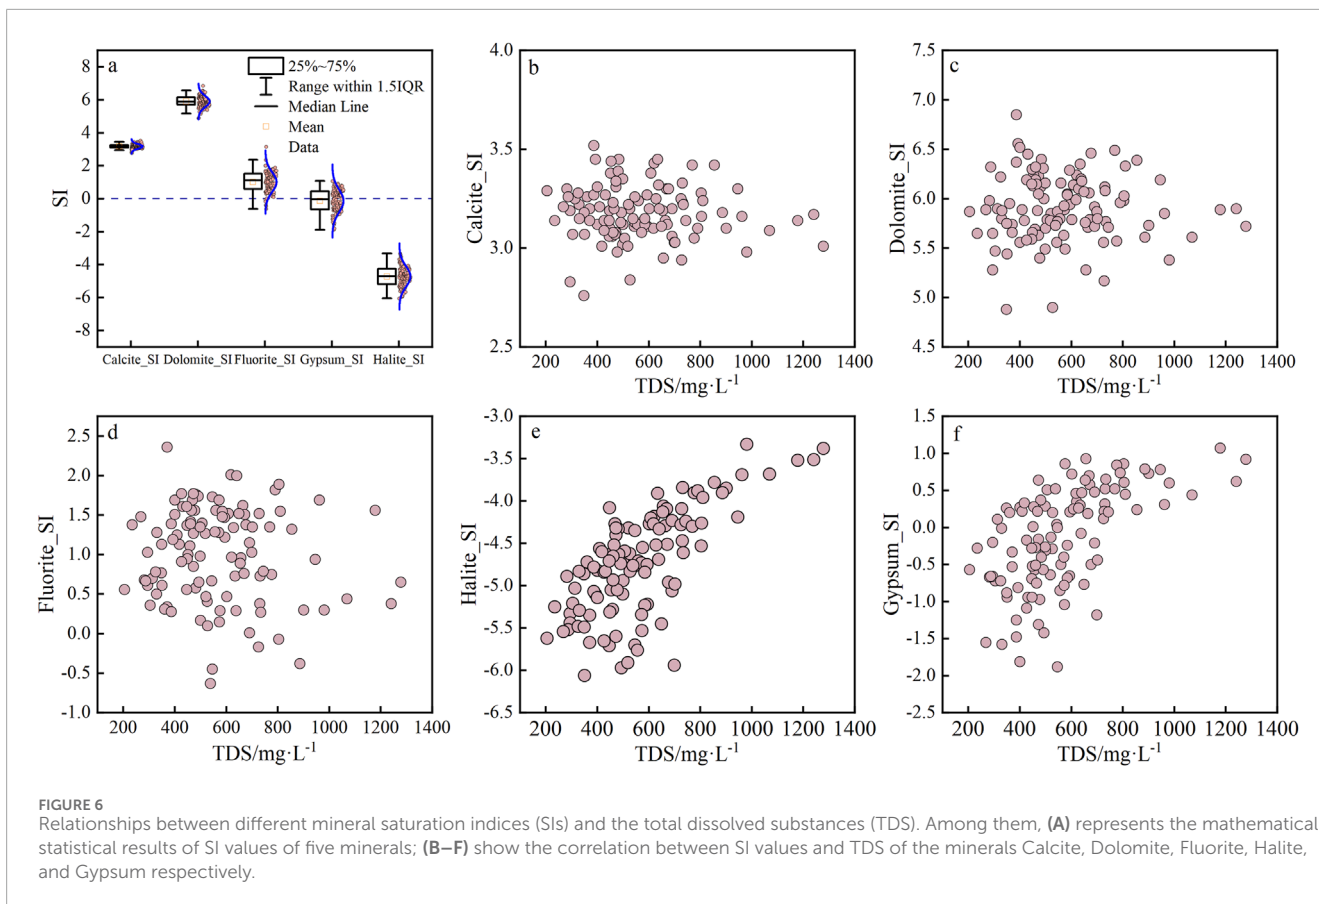 a
25%~75%
Range within 1.5IQR
Median Line
Mean
Data
SI
8
6
4
2
0
-2
-4
-6
-8
Calcite_SI Dolomite_SI Fluorite_SI Gypsum_SI Halite_SI
b
Calcite_SI
4.0
3.5
3.0
2.5
200 400 600 800 1000 1200 1400
TDS/mg·L-1
c
Dolomite_SI
7.5
7.0
6.5
6.0
5.5
5.0
4.5
200 400 600 800 1000 1200 1400
TDS/mg·L-1
d
Fluorite_SI
2.5
2.0
1.5
1.0
0.5
0.0
-0.5
-1.0
200 400 600 800 1000 1200 1400
TDS/mg·L-1
e
Halite_SI
-3.0
-3.5
-4.0
-4.5
-5.0
-5.5
-6.0
-6.5
200 400 600 800 1000 1200 1400
TDS/mg·L-1
f
Gypsum_SI
1.5
1.0
0.5
0.0
-0.5
-1.0
-1.5
-2.0
-2.5
200 400 600 800 1000 1200 1400
TDS/mg·L-1
FIGURE 6
Relationships between different mineral saturation indices (SIs) and the total dissolved substances (TDS). Among them, (A) represents the mathematical
statistical results of SI values of five minerals; (B–F) show the correlation between SI values and TDS of the minerals Calcite, Dolomite, Fluorite, Halite,
and Gypsum respectively.